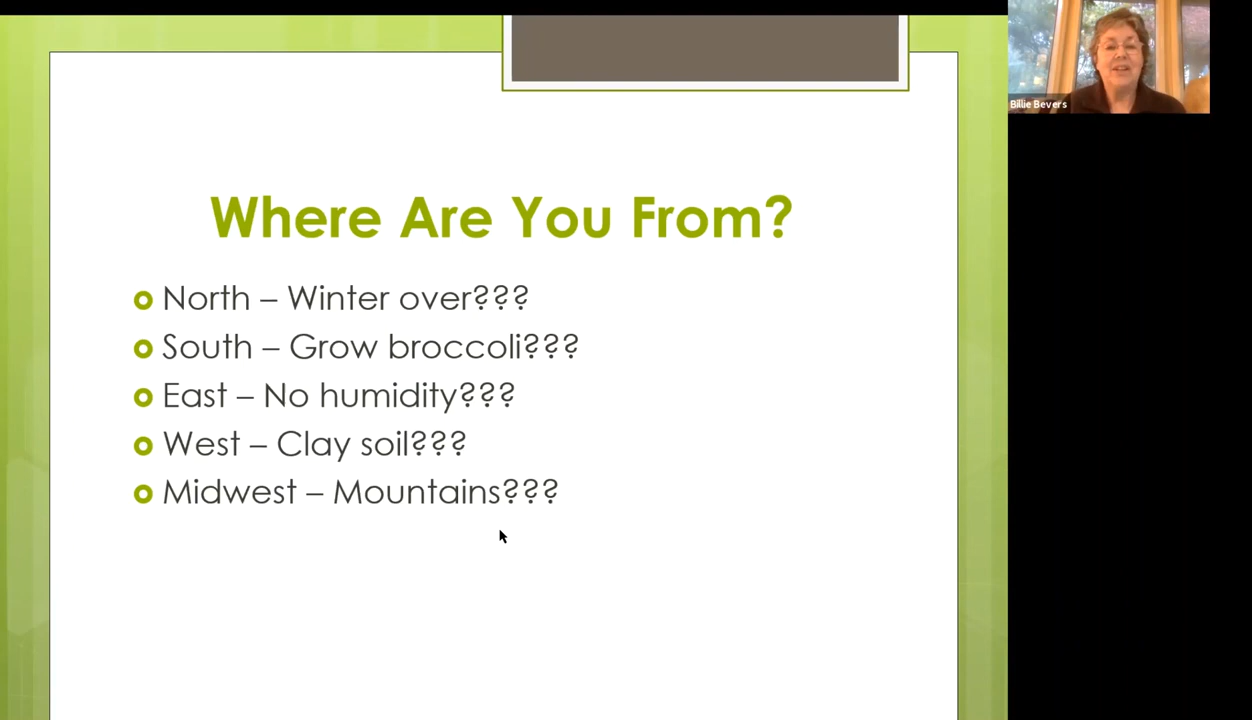 Billie Bevers
Where Are You From?
North – Winter over???
South – Grow broccoli???
East – No humidity???
West – Clay soil???
Midwest – Mountains???